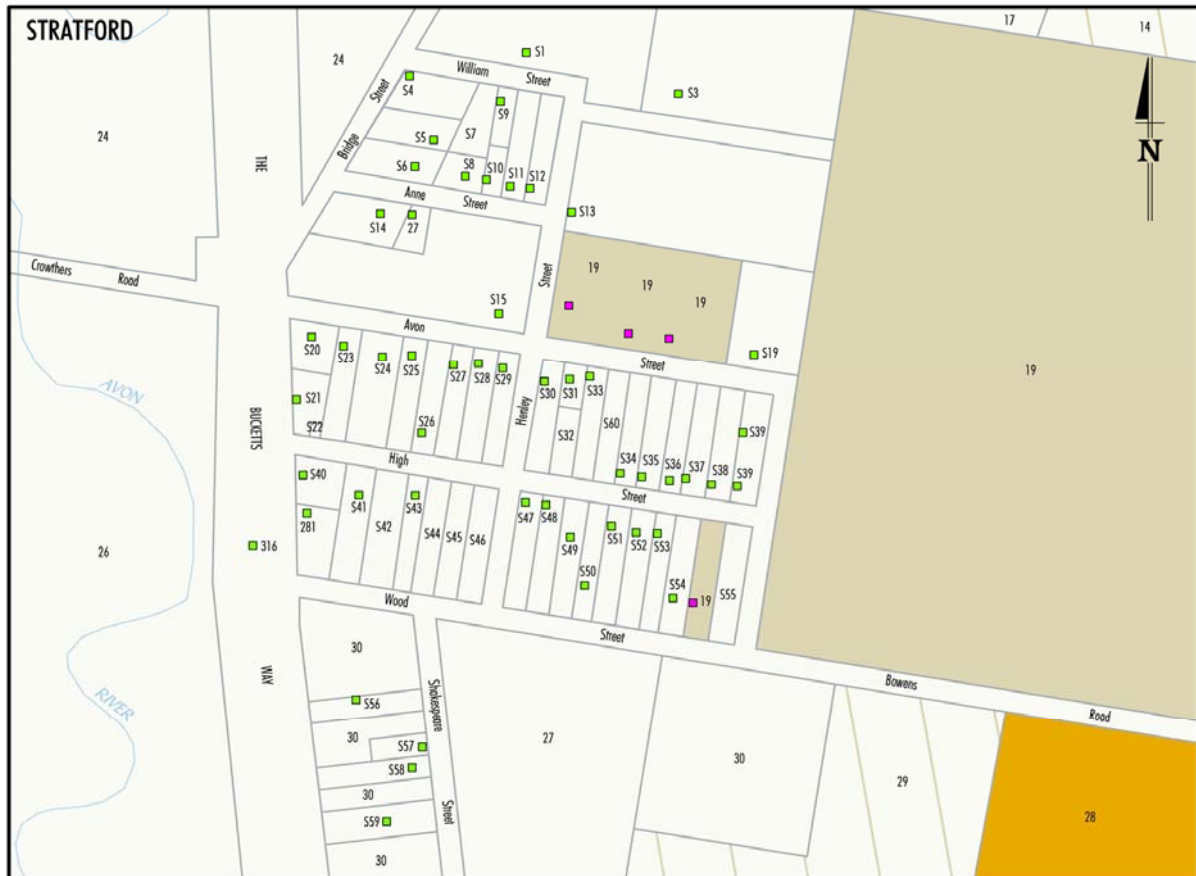 STRATFORD
17
14
24
24
S1
William Street
S4
S3
S9
Bridge Street
S7
S5
THE
S6
S8
S10
S11
S12
N
Anne Street
S14
27
S13
Street
19
19
19
Crowthers Road
S15
Avon Street
S19
19
S20
S23
S24
S25
S27
S28
S29
S30
S31
S33
AVON
S21
S22
BUCKETTS
S26
Henley
S32
S60
S39
S34
S35
S36
S37
S38
S39
High Street
S40
S41
S42
S43
S44
S45
S46
S47
S48
281
316
S49
S50
S51
S52
S53
S54
19
S55
26
Wood Street
WAY
30
Bowens Road
RIVER
S56
Shakespeare
30
S57
27
30
S58
29
30
Street
S59
28
30